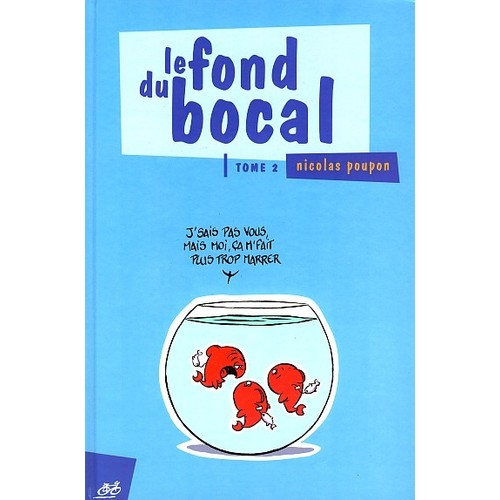 le fond
du bocal
TOME 2
nicolas poupon
J'SAIS PAS VOUS,
MAIS MOI, ÇA M'FAIT
PLUS TROP MARRER